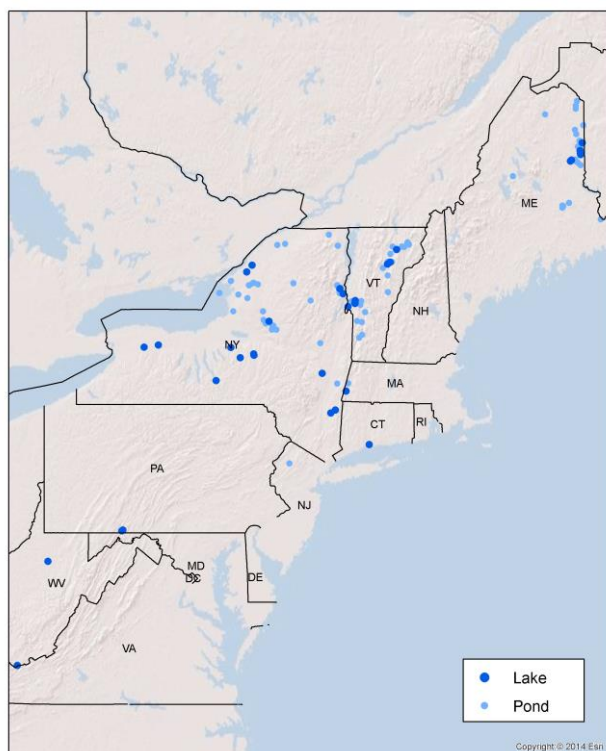 ME
VT
NH
NY
MA
CT
RI
PA
NJ
MD
DC
DE
WV
VA
Lake
Pond
Copyright © 2014 Esri